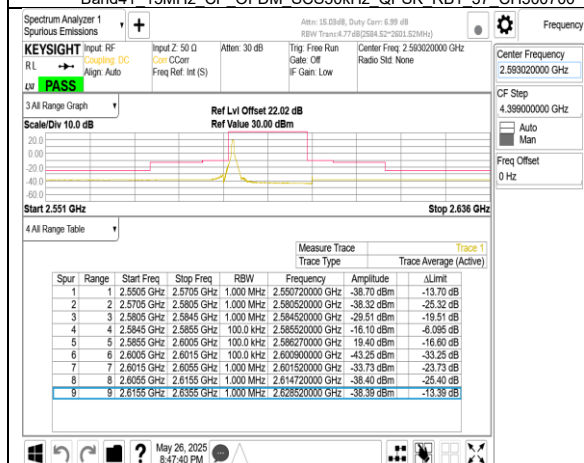 Spectrum Analyzer 1
Spurious Emissions
Attn: 15.03dB, Duty Corr: 6.99 dB
RBW Trans:4.77dB(2584.52~2601.52MHz)
Frequency
KEYSIGHT
Input: RF
Input Z: 50 Ω
Atten: 30 dB
Trig: Free Run
Center Freq: 2.593020000 GHz
RL
Coupling: DC
Corr CCorr
Gate: Off
Radio Std: None
Align: Auto
Freq Ref: Int (S)
IF Gain: Low
PASS
Center Frequency
2.593020000 GHz
CF Step
4.399000000 GHz
Auto
Man
Freq Offset
0 Hz
3 All Range Graph
Ref Lvl Offset 22.02 dB
Scale/Div 10.0 dB
Ref Value 30.00 dBm
20.0
0.00
-20.0
-40.0
-60.0
Start 2.551 GHz
Stop 2.636 GHz
4 All Range Table
Measure Trace Trace 1
Trace Type Trace Average (Active)
Spur Range Start Freq Stop Freq RBW Frequency Amplitude ΔLimit
1 1 2.5505 GHz 2.5705 GHz 1.000 MHz 2.550720000 GHz -38.70 dBm -13.70 dB
2 2 2.5705 GHz 2.5805 GHz 1.000 MHz 2.580520000 GHz -38.32 dBm -25.32 dB
3 3 2.5805 GHz 2.5845 GHz 1.000 MHz 2.584520000 GHz -29.51 dBm -19.51 dB
4 4 2.5845 GHz 2.5855 GHz 100.0 kHz 2.585520000 GHz -16.10 dBm -6.095 dB
5 5 2.5855 GHz 2.6005 GHz 100.0 kHz 2.586270000 GHz 19.40 dBm -16.60 dB
6 6 2.6005 GHz 2.6015 GHz 100.0 kHz 2.600900000 GHz -43.25 dBm -33.25 dB
7 7 2.6015 GHz 2.6055 GHz 1.000 MHz 2.601520000 GHz -33.73 dBm -23.73 dB
8 8 2.6055 GHz 2.6155 GHz 1.000 MHz 2.614720000 GHz -38.40 dBm -25.40 dB
9 9 2.6155 GHz 2.6355 GHz 1.000 MHz 2.628520000 GHz -38.39 dBm -13.39 dB
May 26, 2025
8:47:40 PM